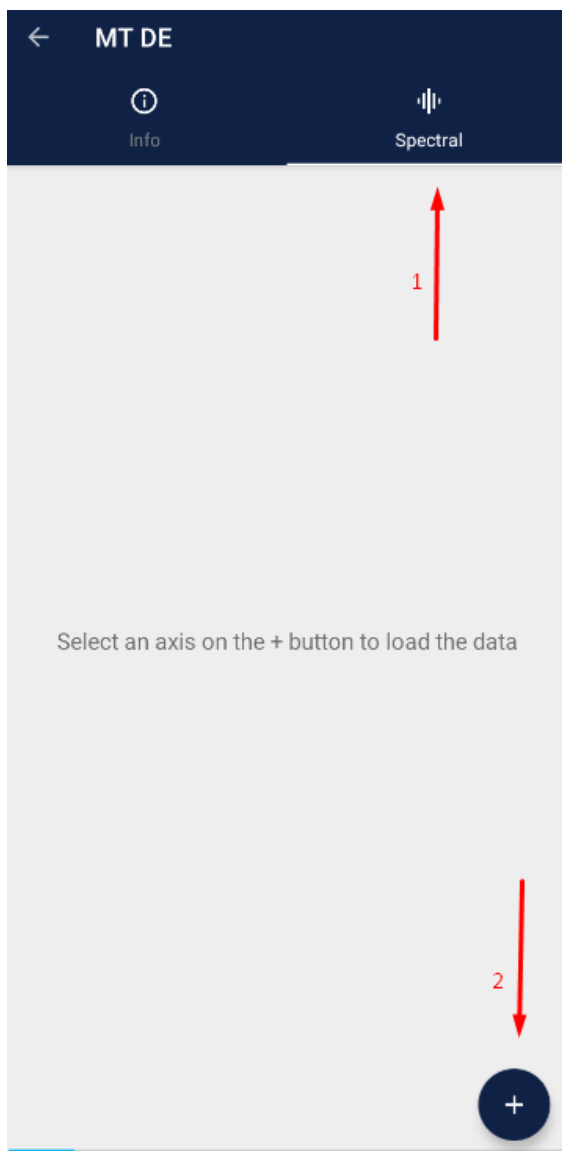 MT DE
Info
Spectral
1
Select an axis on the + button to load the data
2
+